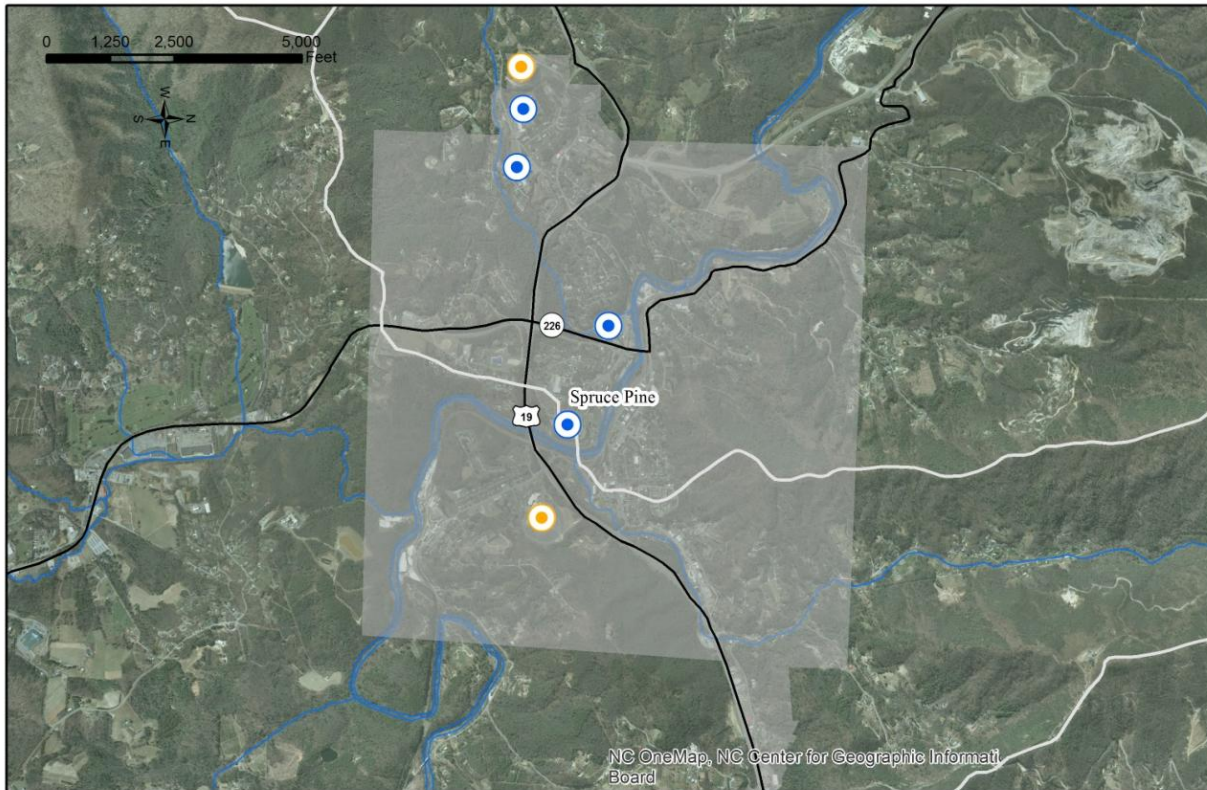 0 1,250 2,500 5,000
Feet
W
S N
E
226
Spruce Pine
19
NC OneMap, NC Center for Geographic Informati
Board